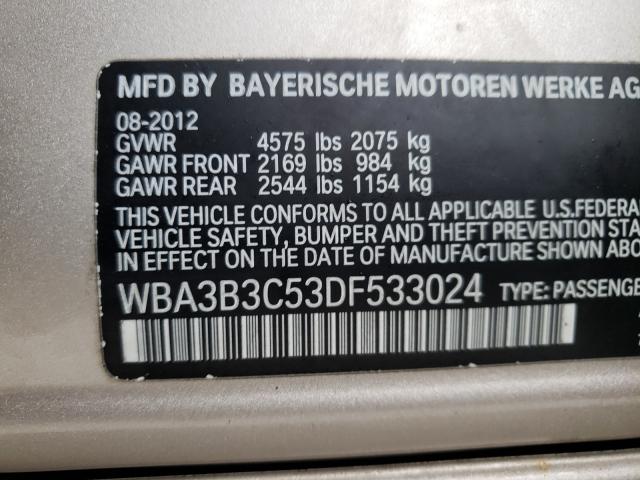 MFD BY BAYERISCHE MOTOREN WERKE AG
08-2012
GVWR 4575 lbs 2075 kg
GAWR FRONT 2169 lbs 984 kg
GAWR REAR 2544 lbs 1154 kg
THIS VEHICLE CONFORMS TO ALL APPLICABLE U.S.FEDERAL
VEHICLE SAFETY, BUMPER AND THEFT PREVENTION STA
EFFECT ON THE DATE OF MANUFACTURE SHOWN ABO
WBA3B3C53DF533024 TYPE: PASSENGE